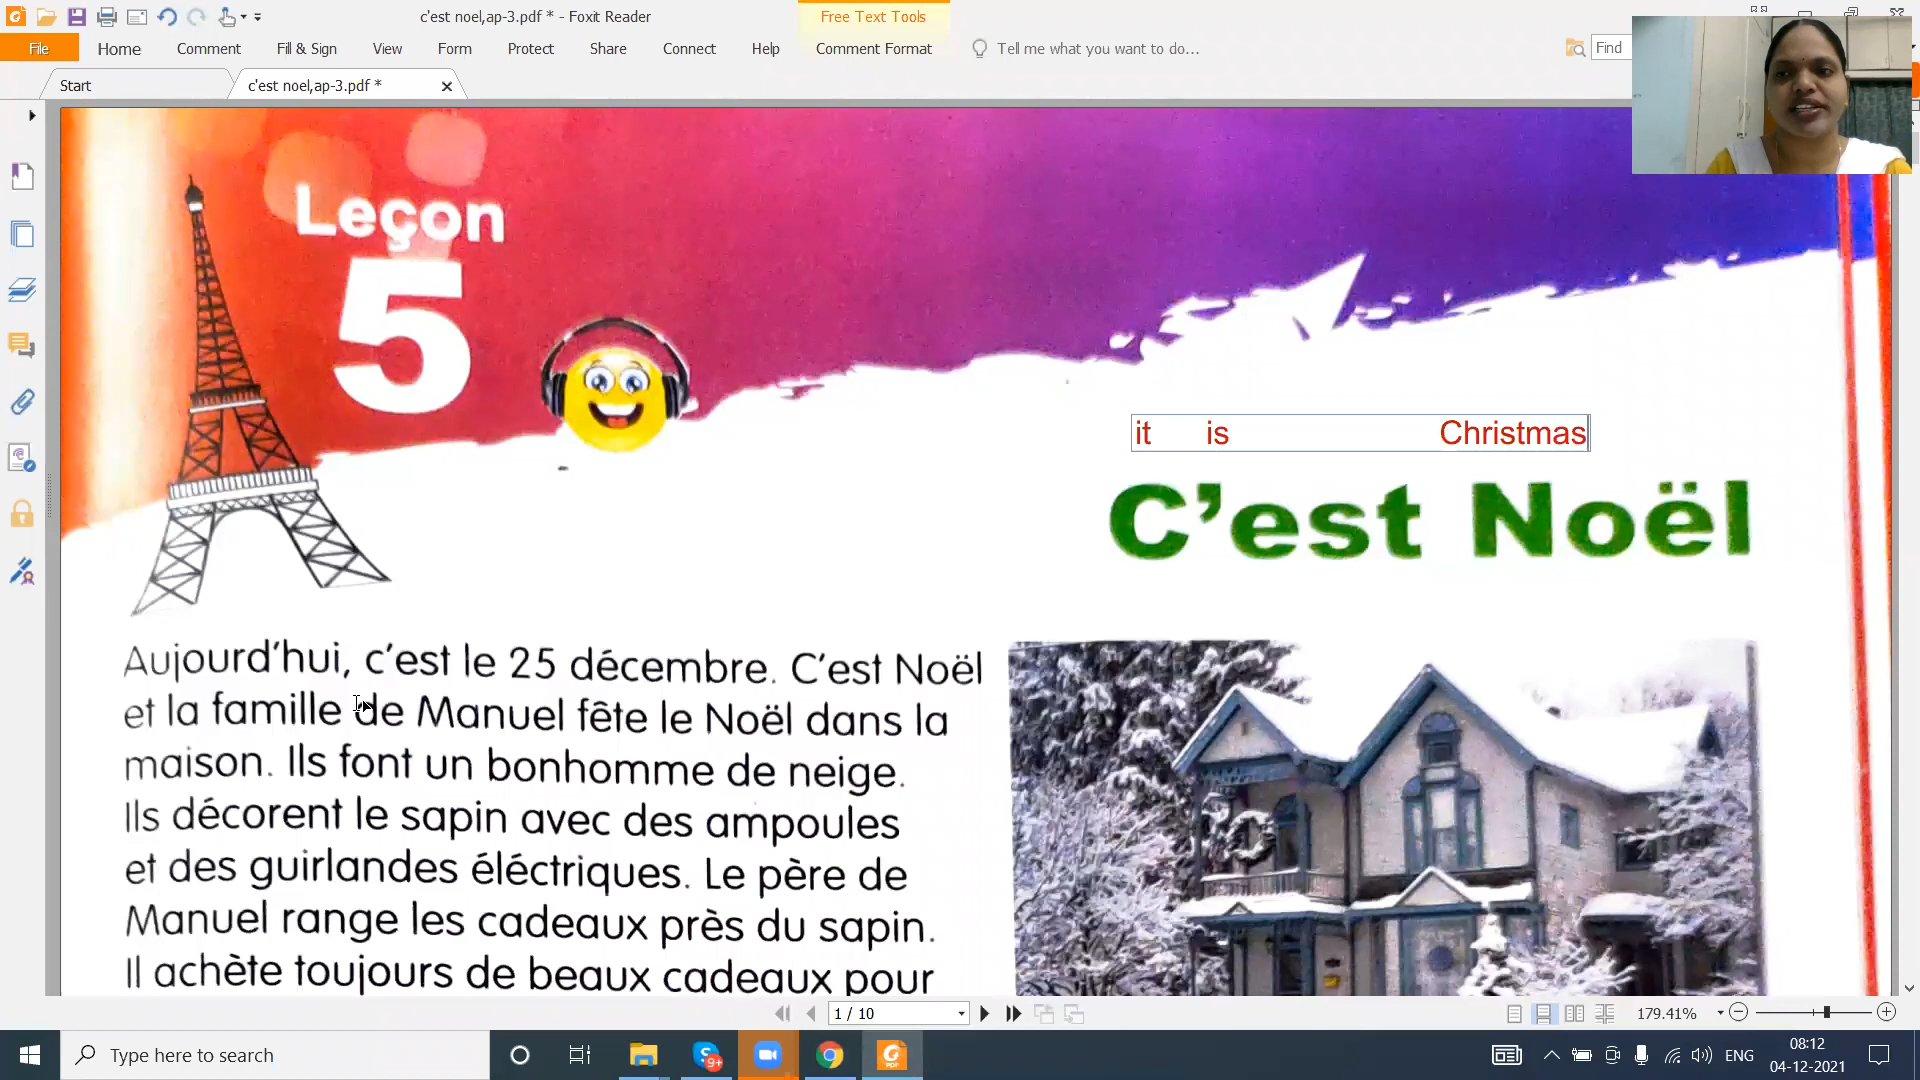 c'est noel,ap-3.pdf * - Foxit Reader
Free Text Tools
File Home Comment Fill & Sign View Form Protect Share Connect Help Comment Format Tell me what you want to do... Find
Start c'est noel,ap-3.pdf *
Leçon
5
it is Christmas
C'est Noël
Aujourd'hui, c'est le 25 décembre. C'est Noël
et la famille de Manuel fête le Noël dans la
maison. Ils font un bonhomme de neige.
Ils décorent le sapin avec des ampoules
et des guirlandes éléctriques. Le père de
Manuel range les cadeaux près du sapin.
Il achète toujours de beaux cadeaux pour
1 / 10
179.41%
Type here to search
9+
PDF
ENG
08:12
04-12-2021